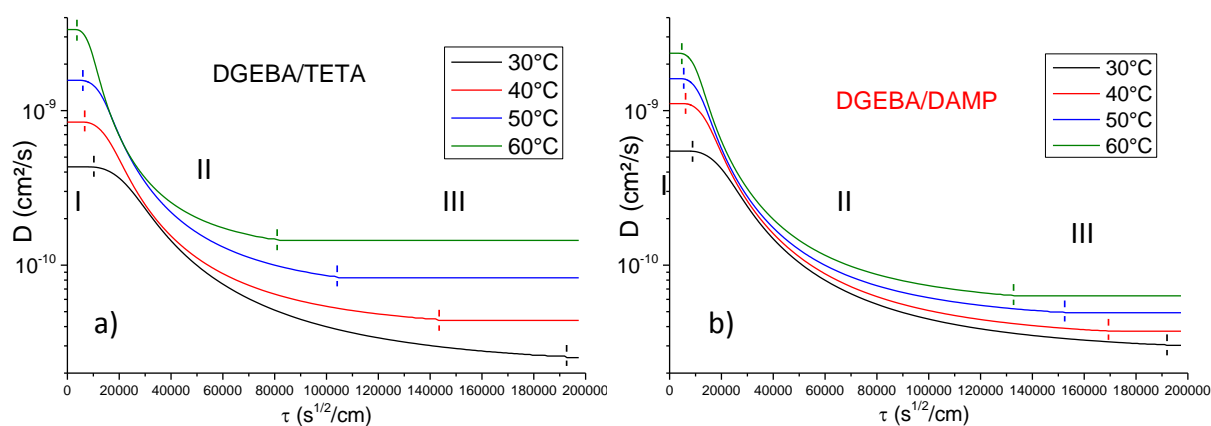 DGEBA/TETA
30°C
40°C
50°C
60°C
10⁻⁹
10⁻¹⁰
D (cm²/s)
I
II
III
a)
0 20000 40000 60000 80000 100000 120000 140000 160000 180000 200000
τ (s^1/2/cm)
DGEBA/DAMP
30°C
40°C
50°C
60°C
10⁻⁹
10⁻¹⁰
D (cm²/s)
I
II
III
b)
0 20000 40000 60000 80000 100000 120000 140000 160000 180000 200000
τ (s^1/2/cm)